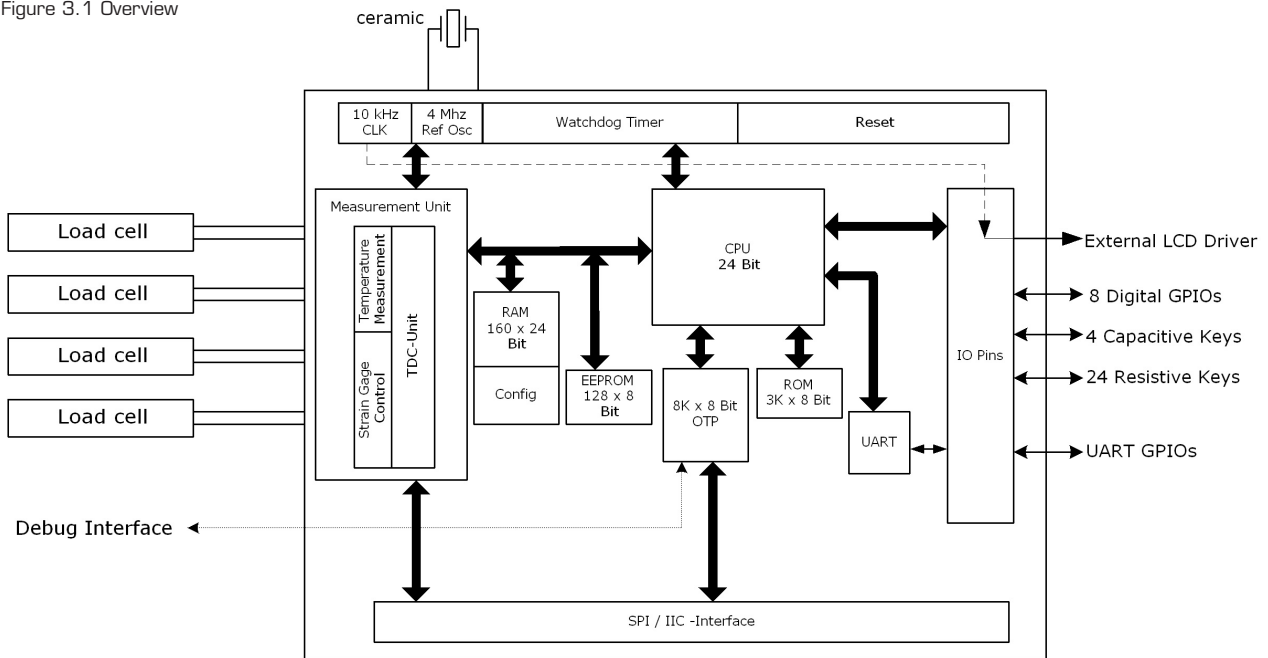 Figure 3.1 Overview
ceramic
10 kHz
CLK
4 Mhz
Ref Osc
Watchdog Timer
Reset
Measurement Unit
Temperature
Measurement
Strain Gage
Control
TDC-Unit
Load cell
Load cell
Load cell
Load cell
CPU
24 Bit
RAM
160 x 24
Bit
Config
EEPROM
128 x 8
Bit
8K x 8 Bit
OTP
ROM
3K x 8 Bit
UART
IO Pins
External LCD Driver
8 Digital GPIOs
4 Capacitive Keys
24 Resistive Keys
UART GPIOs
Debug Interface
SPI / IIC -Interface